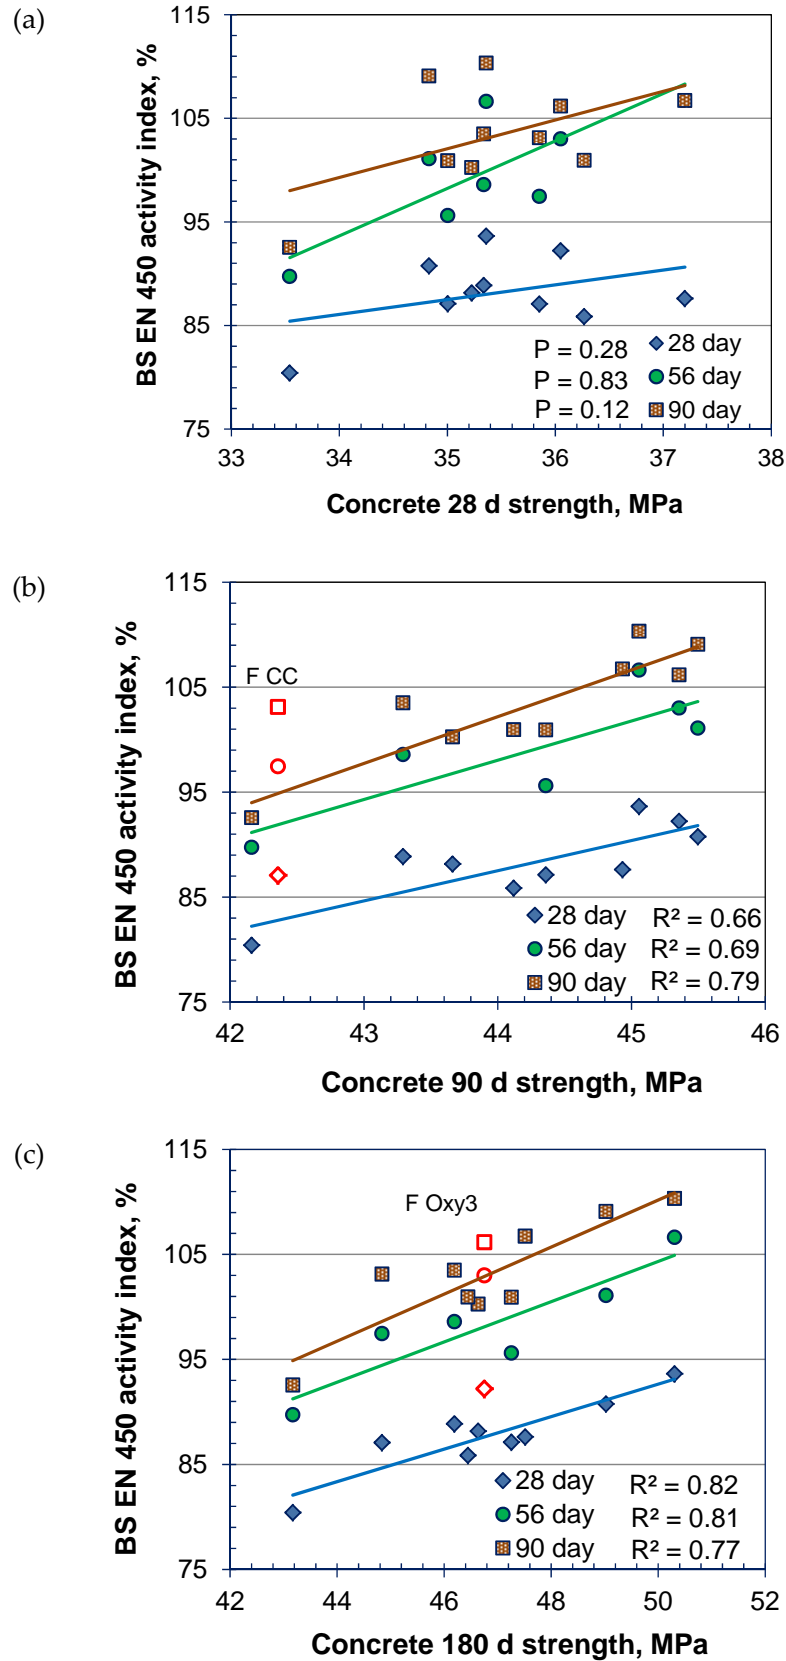 (a)
BS EN 450 activity index, %
115
105
95
85
75
P = 0.28 28 day
P = 0.83 56 day
P = 0.12 90 day
33 34 35 36 37 38
Concrete 28 d strength, MPa
(b)
BS EN 450 activity index, %
115
105
95
85
75
F CC
28 day R² = 0.66
56 day R² = 0.69
90 day R² = 0.79
42 43 44 45 46
Concrete 90 d strength, MPa
(c)
BS EN 450 activity index, %
115
105
95
85
75
F Oxy3
28 day R² = 0.82
56 day R² = 0.81
90 day R² = 0.77
42 44 46 48 50 52
Concrete 180 d strength, MPa